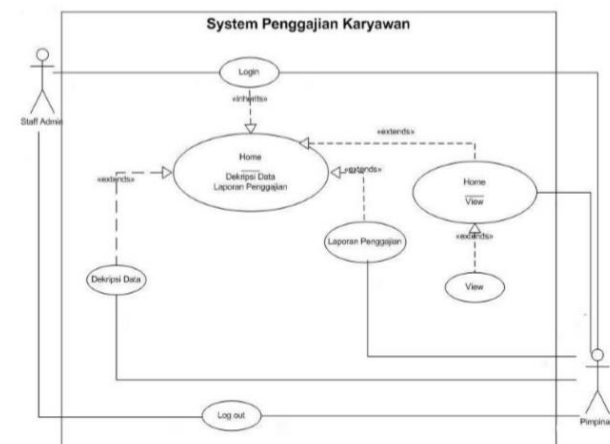 System Penggajian Karyawan
Login
Staff Admin
«inherits»
«extends»
Home
Dekripsi Data
Laporan Penggajian
«extends»
«extends»
Home
View
Laporan Penggajian
«extends»
Dekripsi Data
View
Log out
Pimpinan